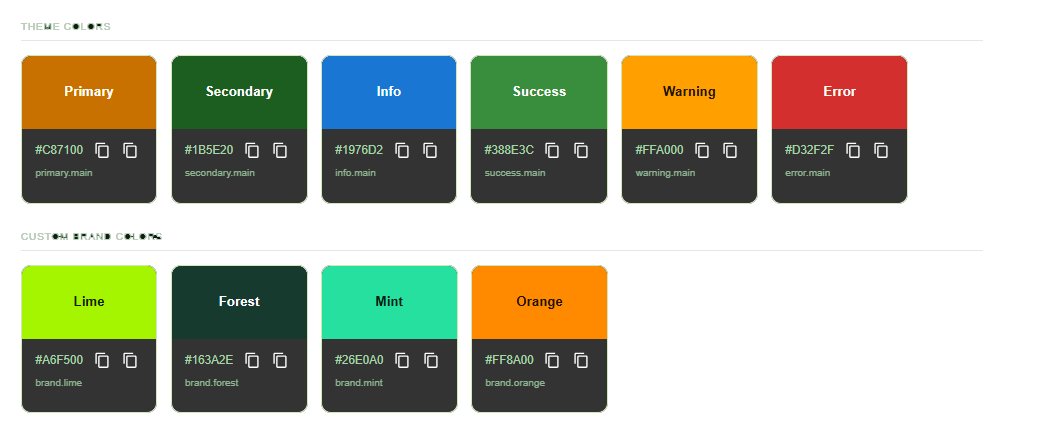 THEME COLORS
Primary Secondary Info Success Warning Error
#C87100 #1B5E20 #1976D2 #388E3C #FFA000 #D32F2F
primary.main secondary.main info.main success.main warning.main error.main
CUSTOM BRAND COLORS
Lime Forest Mint Orange
#A6F500 #163A2E #26E0A0 #FF8A00
brand.lime brand.forest brand.mint brand.orange